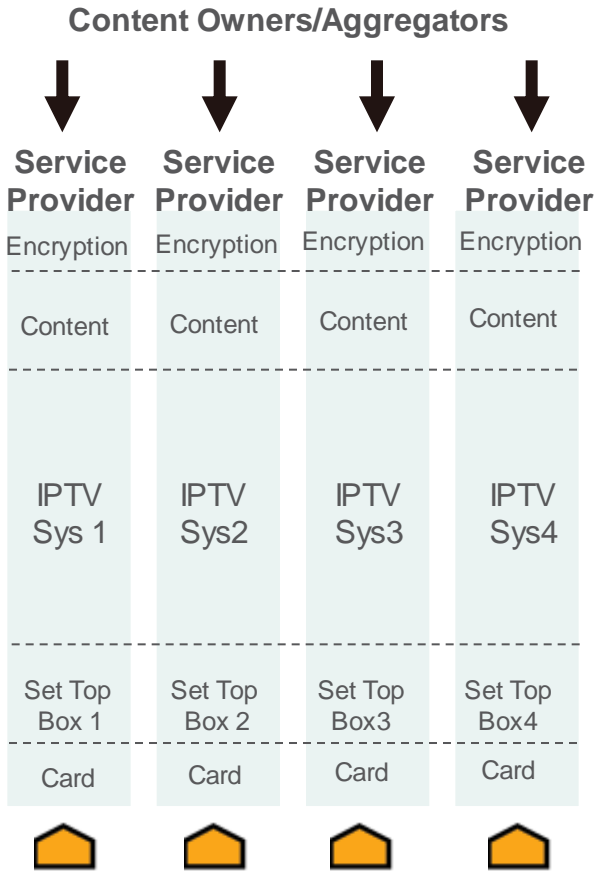 Content Owners/Aggregators
Service Provider
Service Provider
Service Provider
Service Provider
Encryption
Encryption
Encryption
Encryption
Content
Content
Content
Content
IPTV
Sys 1
IPTV
Sys2
IPTV
Sys3
IPTV
Sys4
Set Top
Box 1
Set Top
Box 2
Set Top
Box3
Set Top
Box4
Card
Card
Card
Card